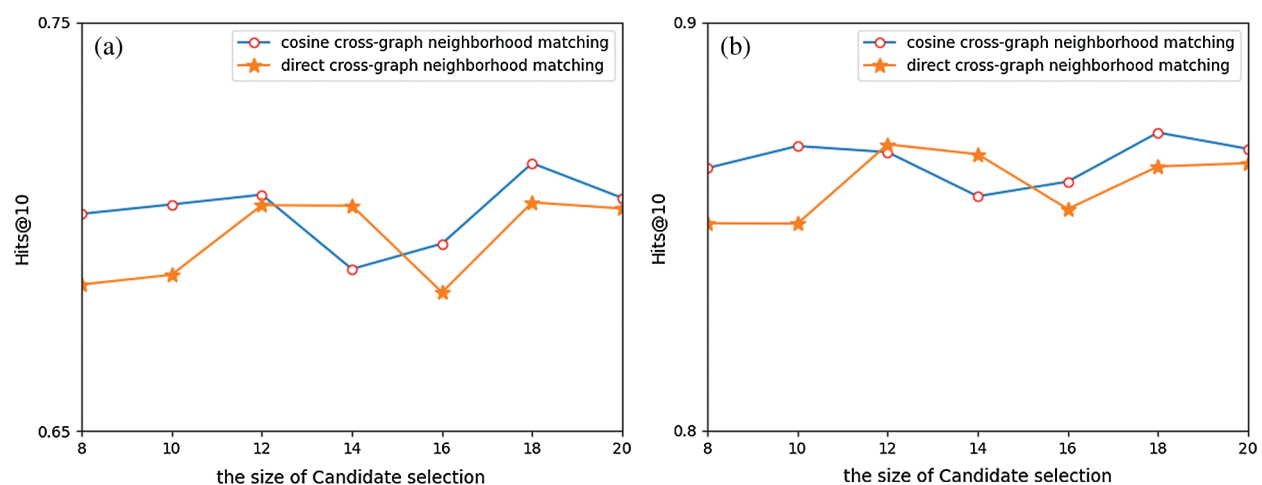 0.75
(a)
cosine cross-graph neighborhood matching
direct cross-graph neighborhood matching
Hits@10
0.65
8 10 12 14 16 18 20
the size of Candidate selection
0.9
(b)
cosine cross-graph neighborhood matching
direct cross-graph neighborhood matching
Hits@10
0.8
8 10 12 14 16 18 20
the size of Candidate selection